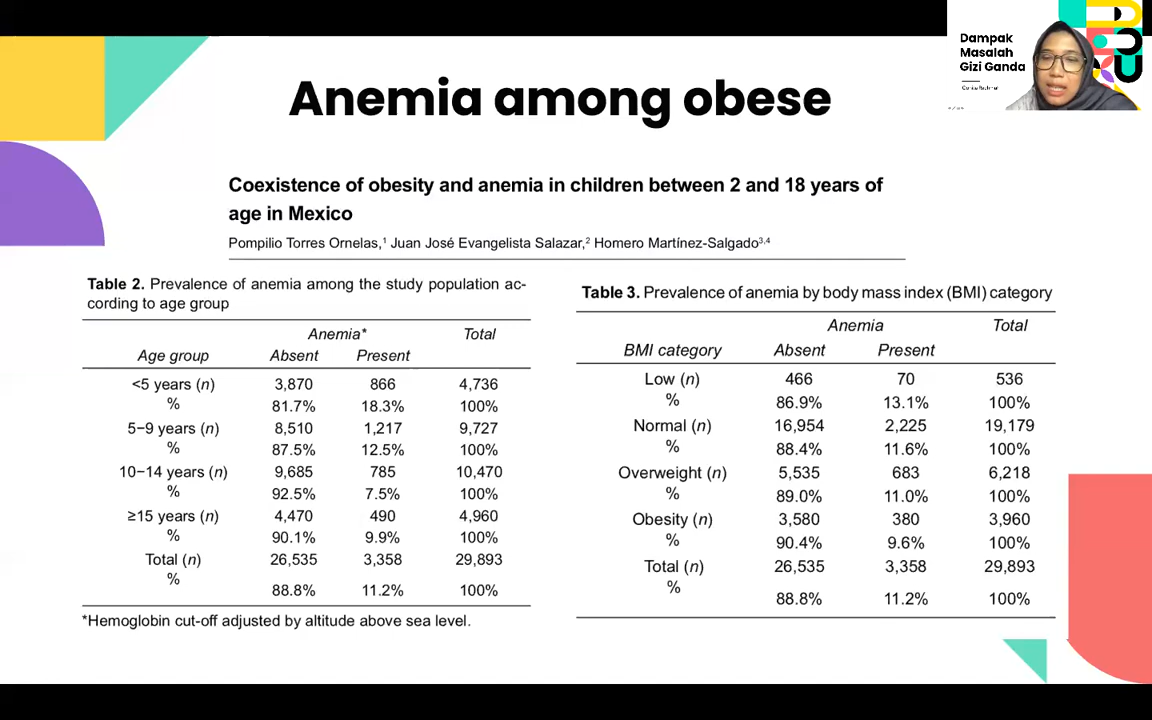 Dampak
Masalah
Gizi Ganda
Anemia among obese
Coexistence of obesity and anemia in children between 2 and 18 years of
age in Mexico
Pompilio Torres Ornelas,¹ Juan José Evangelista Salazar,² Homero Martínez-Salgado³,⁴
Table 2. Prevalence of anemia among the study population ac-
cording to age group
Anemia* Total
Age group Absent Present
<5 years (n) 3,870 866 4,736
% 81.7% 18.3% 100%
5−9 years (n) 8,510 1,217 9,727
% 87.5% 12.5% 100%
10−14 years (n) 9,685 785 10,470
% 92.5% 7.5% 100%
≥15 years (n) 4,470 490 4,960
% 90.1% 9.9% 100%
Total (n) 26,535 3,358 29,893
% 88.8% 11.2% 100%
*Hemoglobin cut-off adjusted by altitude above sea level.
Table 3. Prevalence of anemia by body mass index (BMI) category
Anemia Total
BMI category Absent Present
Low (n) 466 70 536
% 86.9% 13.1% 100%
Normal (n) 16,954 2,225 19,179
% 88.4% 11.6% 100%
Overweight (n) 5,535 683 6,218
% 89.0% 11.0% 100%
Obesity (n) 3,580 380 3,960
% 90.4% 9.6% 100%
Total (n) 26,535 3,358 29,893
% 88.8% 11.2% 100%